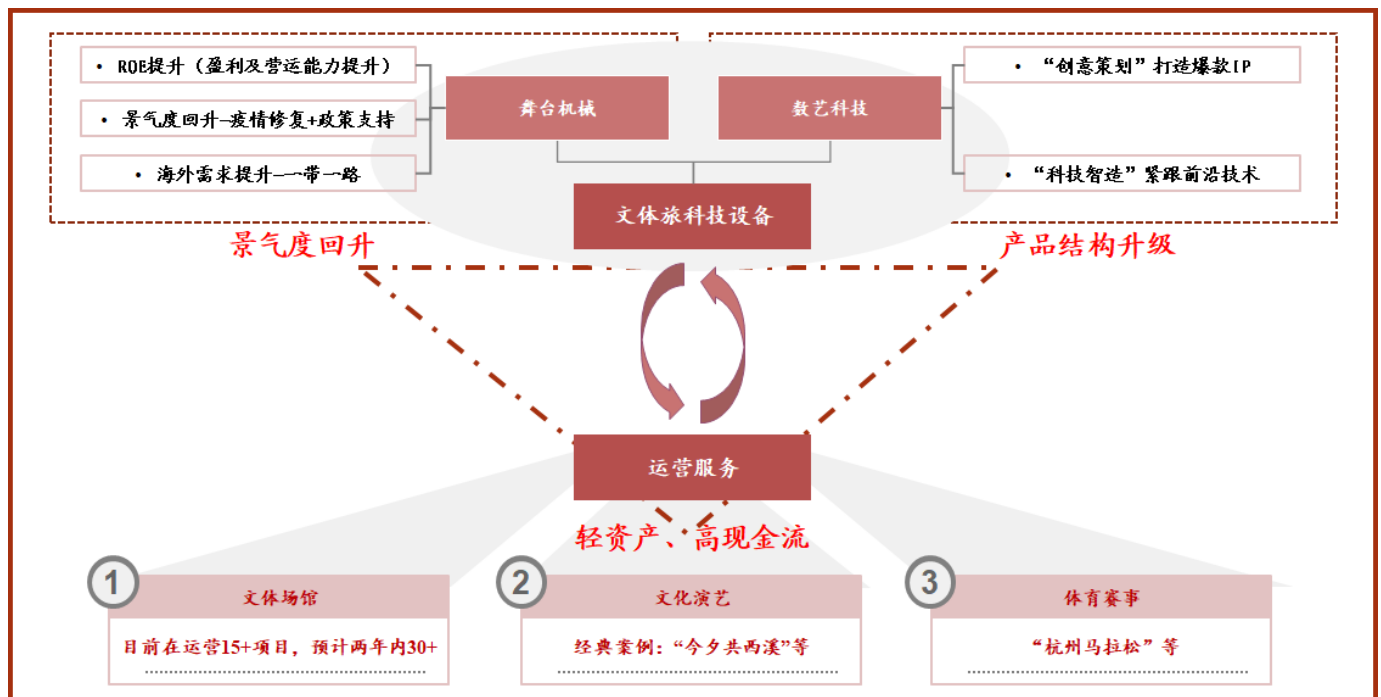 • ROE提升（盈利及营运能力提升）
• 景气度回升—疫情修复+政策支持
• 海外需求提升—一带一路
舞台机械
数艺科技
• “创意策划”打造爆款IP
• “科技智造”紧跟前沿技术
文体旅科技设备
景气度回升
产品结构升级
运营服务
轻资产、高现金流
1
文体场馆
目前在运营15+项目，预计两年内30+
2
文化演艺
经典案例：“今夕共西溪”等
3
体育赛事
“杭州马拉松”等